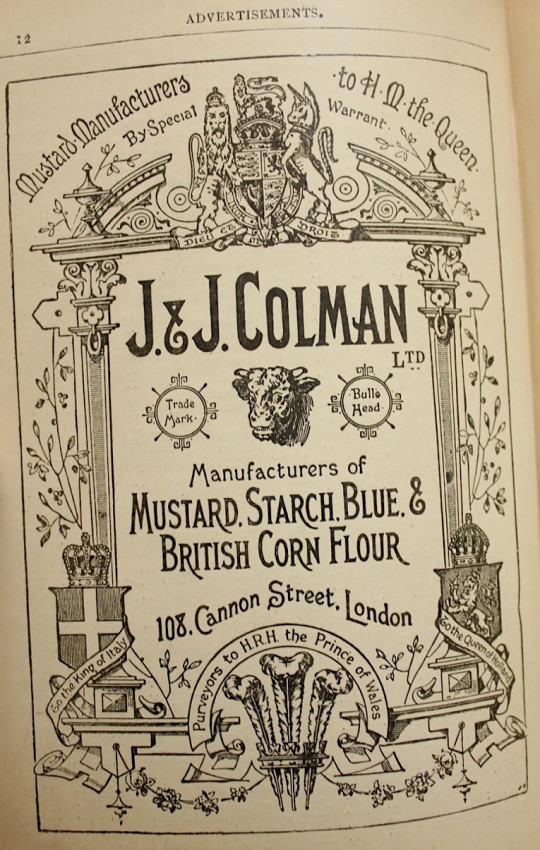 ADVERTISEMENTS.
12
Mustard Manufacturers
By Special
to H.M. the Queen.
Warrant.
DIEU ET M DROIT
J. & J. COLMAN
LTD
Trade
Mark
Bulls
Head
Manufacturers of
MUSTARD, STARCH, BLUE, &
BRITISH CORN FLOUR
108, Cannon Street, London
To the King of Italy
To the Queen of Holland
Purveyors to H.R.H. the Prince of Wales